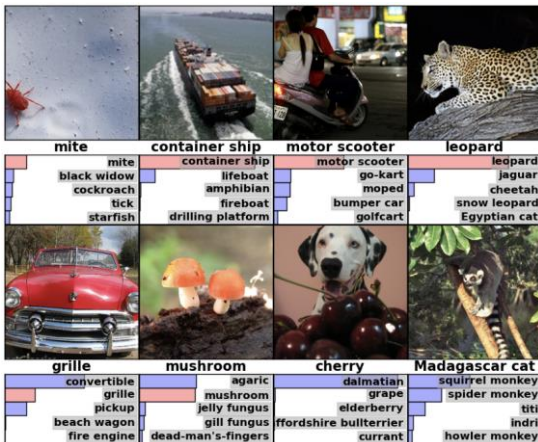 mite container ship motor scooter leopard
mite container ship motor scooter leopard
black widow lifeboat go-kart jaguar
cockroach amphibian moped cheetah
tick fireboat bumper car snow leopard
starfish drilling platform golfcart Egyptian cat
grille mushroom cherry Madagascar cat
convertible agaric dalmatian squirrel monkey
grille mushroom grape spider monkey
pickup jelly fungus elderberry titi
beach wagon gill fungus ffordshire bullterrier indri
fire engine dead-man's-fingers currant howler monkey